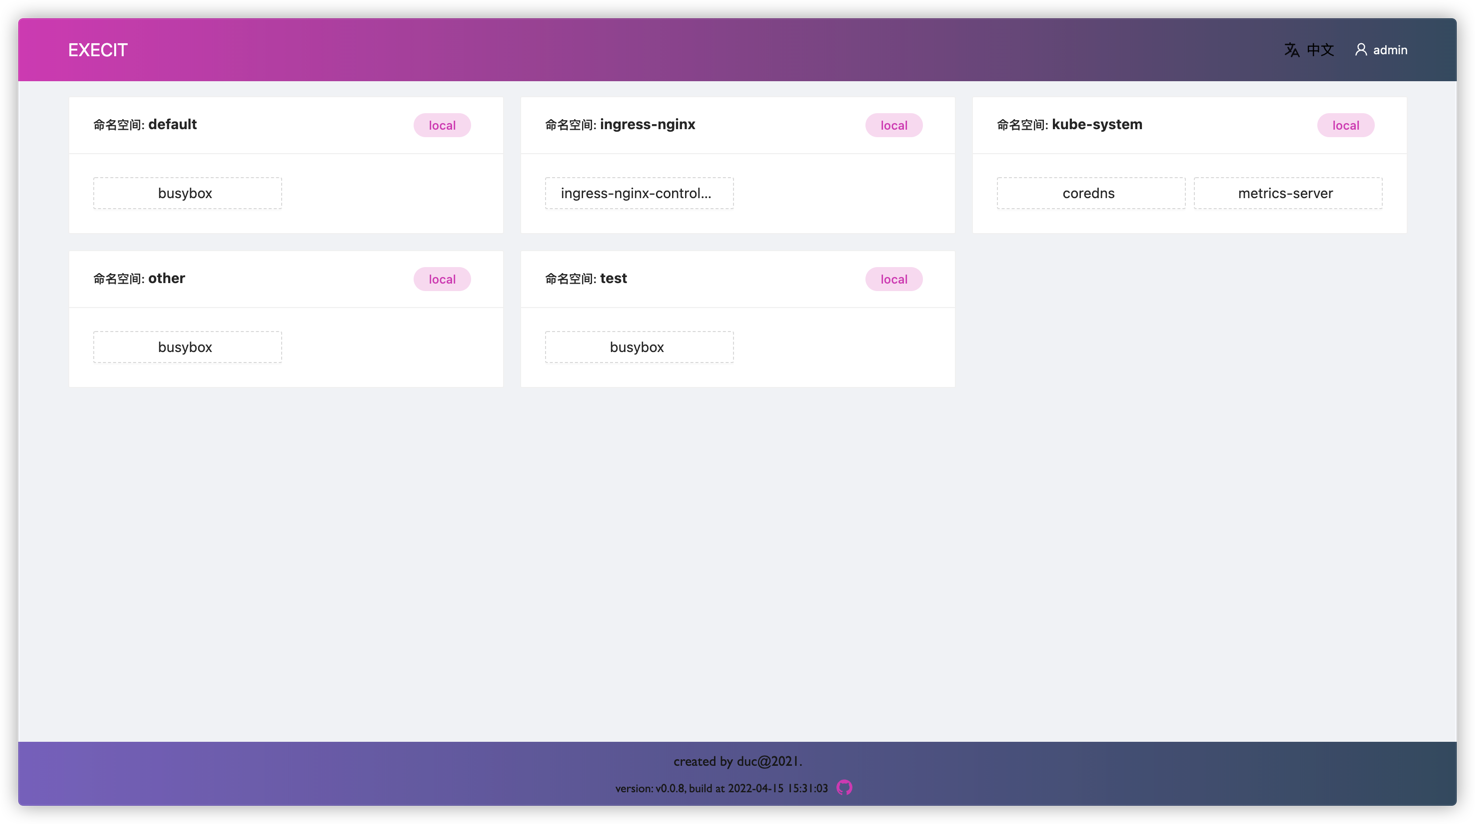 EXECIT
中文 admin
命名空间: default local
命名空间: ingress-nginx local
命名空间: kube-system local
busybox
ingress-nginx-control...
coredns metrics-server
命名空间: other local
命名空间: test local
busybox
busybox
created by duc@2021.
version: v0.0.8, build at 2022-04-15 15:31:03